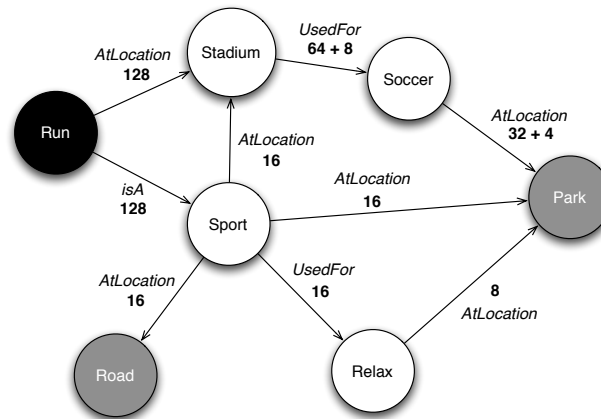 UsedFor
64 + 8
Stadium
AtLocation
128
Soccer
AtLocation
32 + 4
Run
AtLocation
16
isA
128
AtLocation
16
Park
Sport
AtLocation
16
UsedFor
16
8
AtLocation
Road
Relax